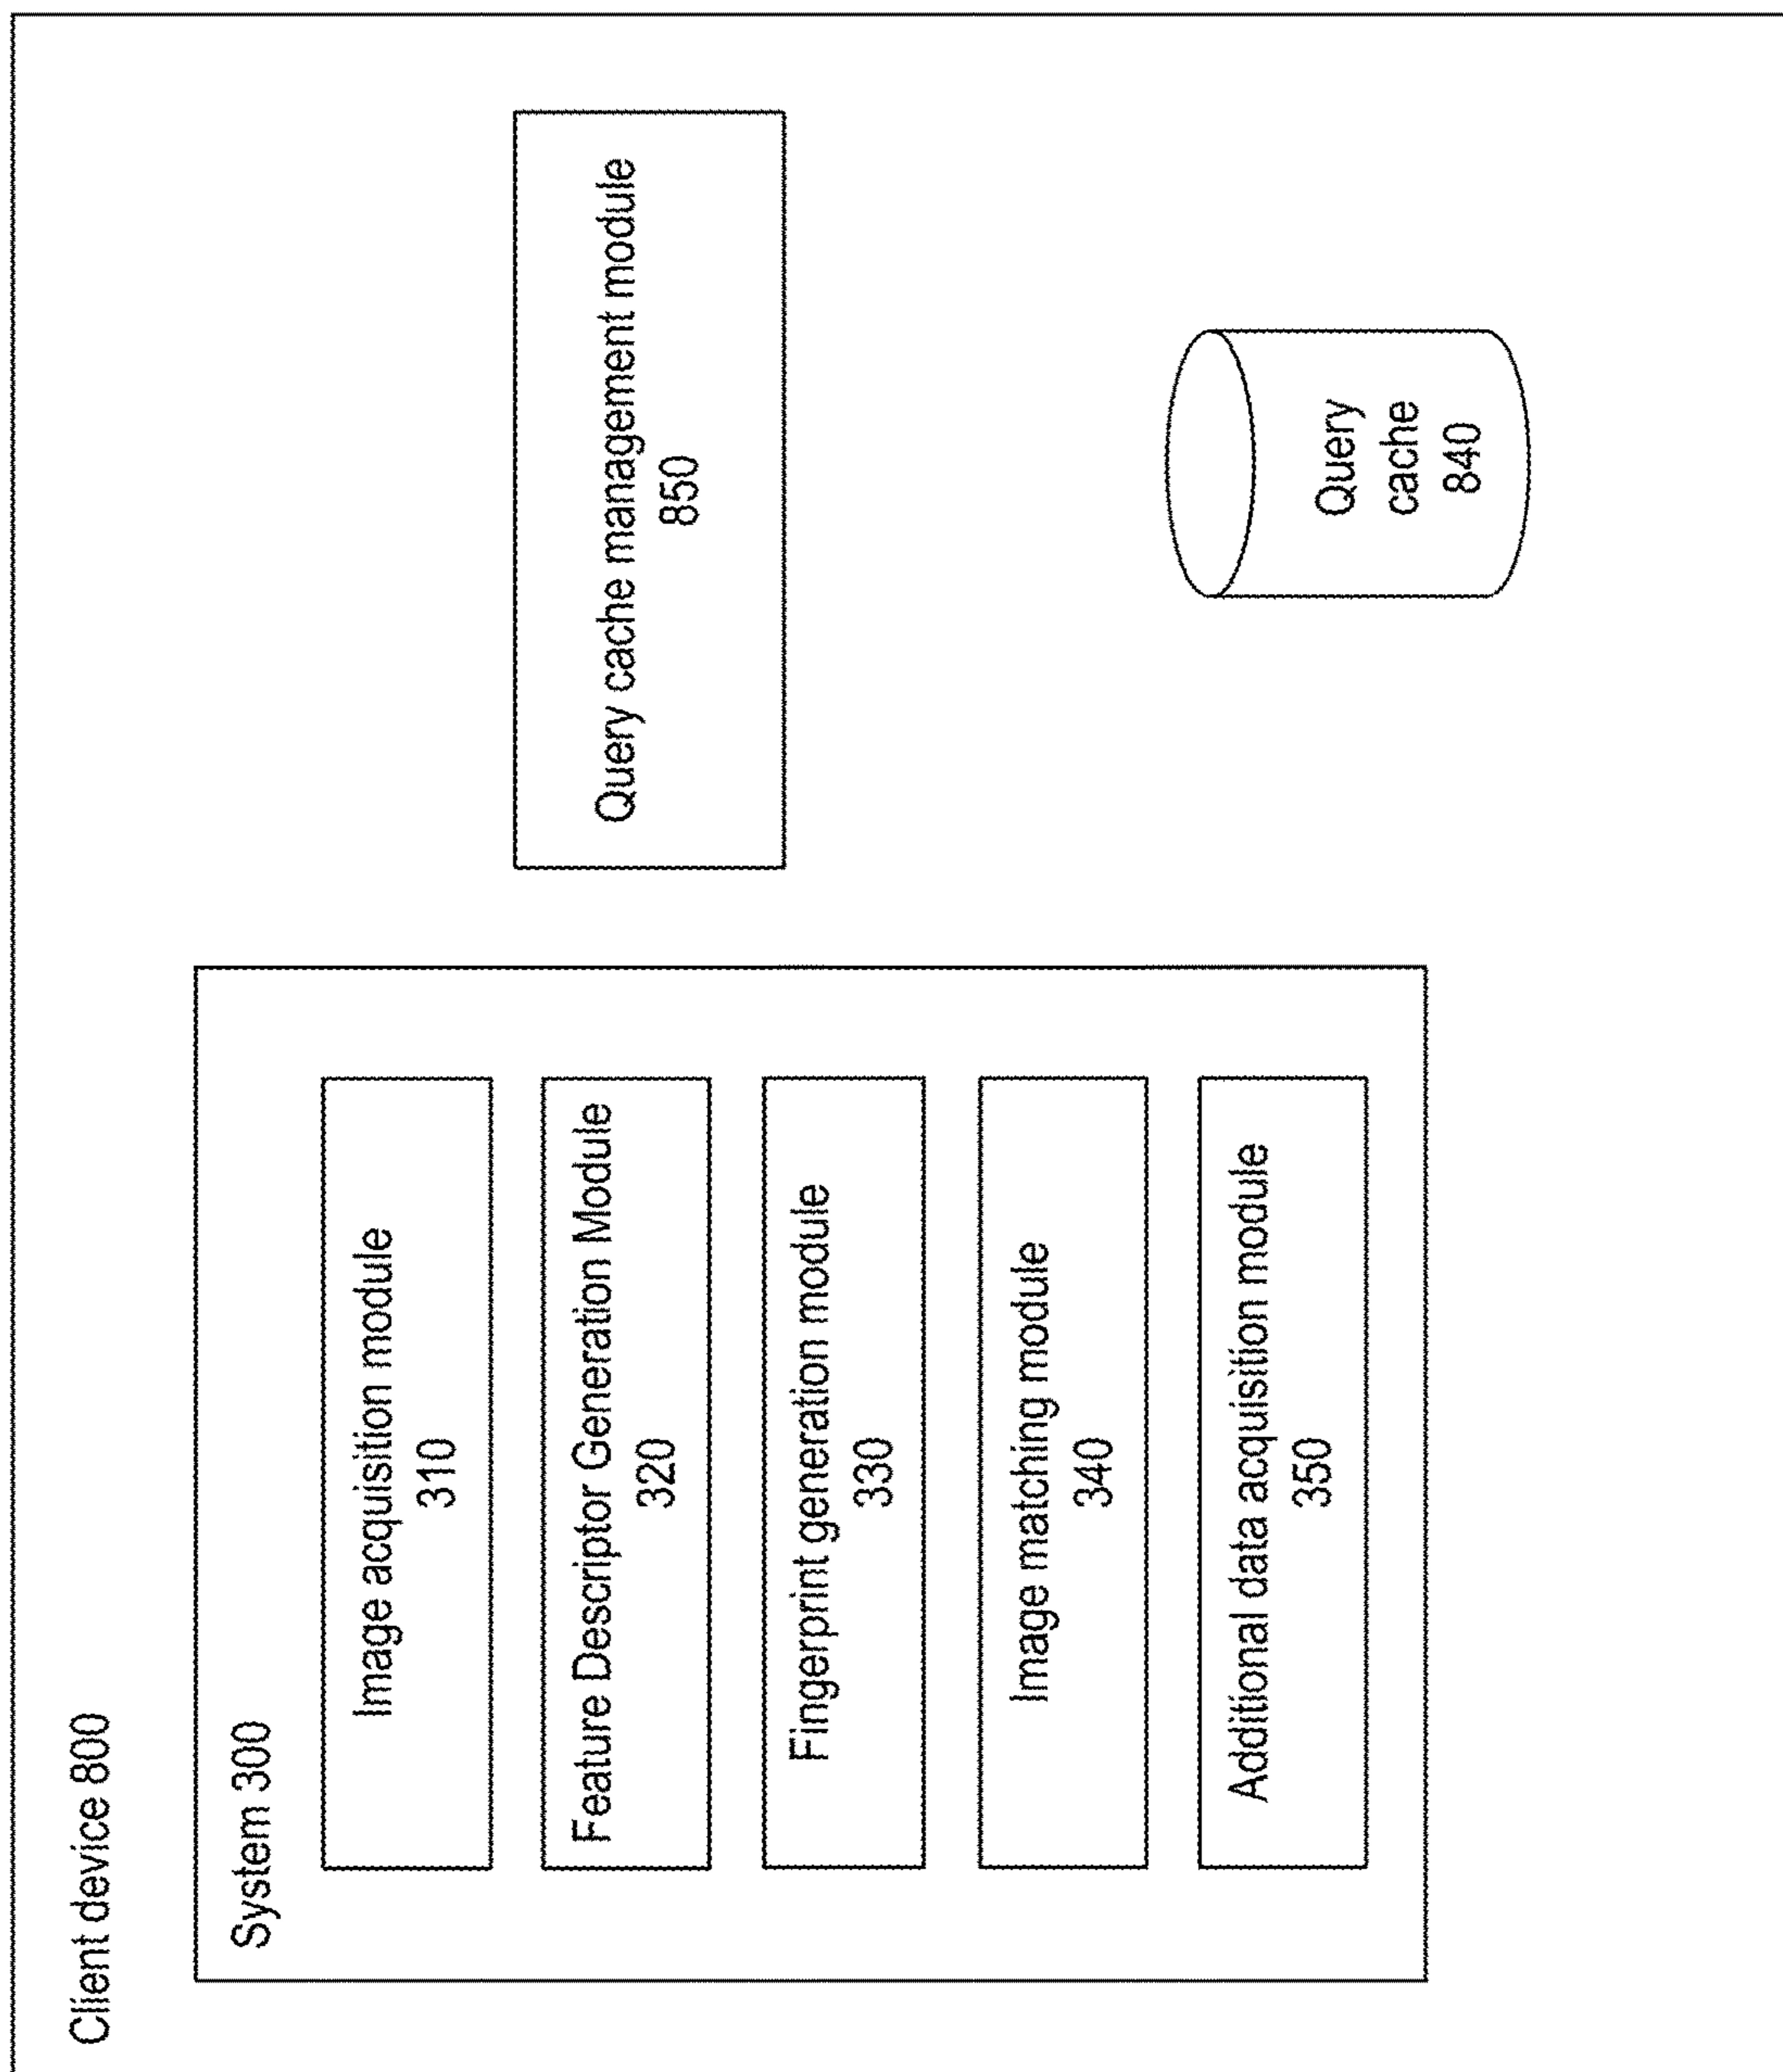 Client device 800
System 300
Image acquisition module
310
Feature Descriptor Generation Module
320
Fingerprint generation module
330
Image matching module
340
Additional data acquisition module
350
Query cache management module
850
Query
cache
840